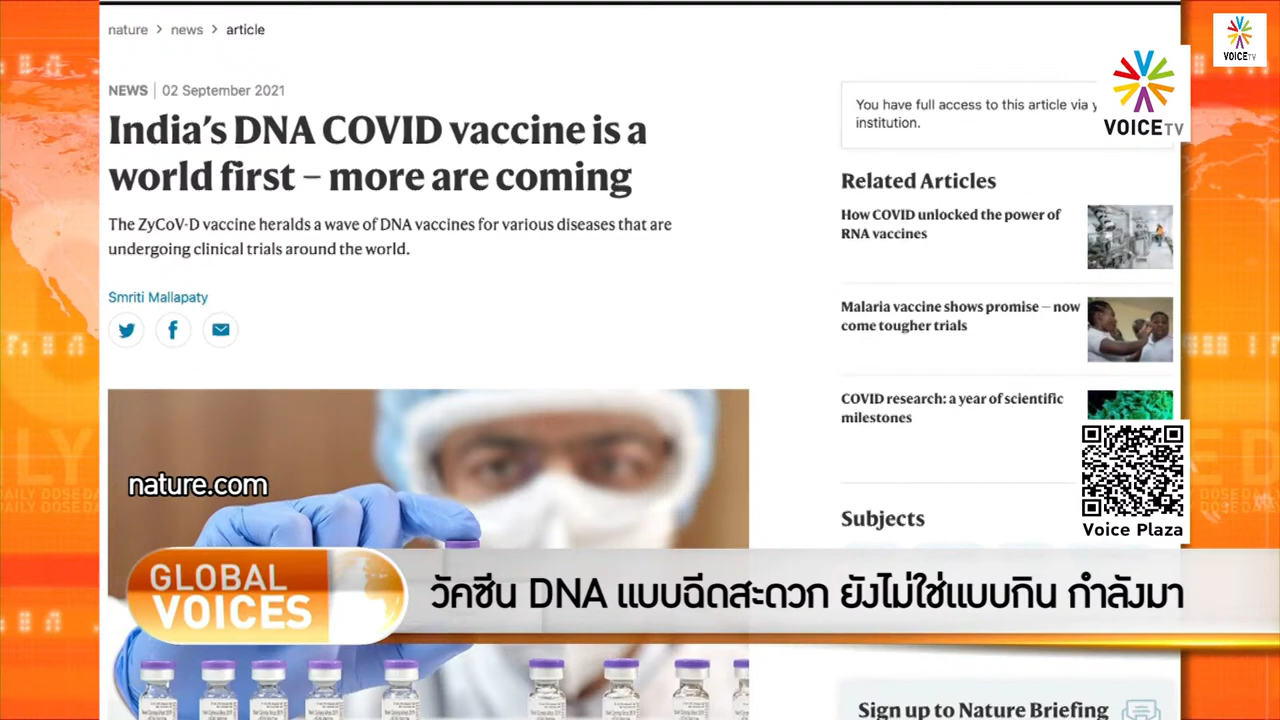 nature > news > article
NEWS | 02 September 2021
India's DNA COVID vaccine is a
world first – more are coming
The ZyCoV-D vaccine heralds a wave of DNA vaccines for various diseases that are
undergoing clinical trials around the world.
Smriti Mallapaty
nature.com
You have full access to this article via
institution.
Related Articles
How COVID unlocked the power of
RNA vaccines
Malaria vaccine shows promise – now
come tougher trials
COVID research: a year of scientific
milestones
Subjects
Sign up to Nature Briefing
VOICE TV
VOICE TV
Voice Plaza
GLOBAL
VOICES
วัคซีน DNA แบบฉีดสะดวก ยังไม่ใช่แบบกิน กำลังมา